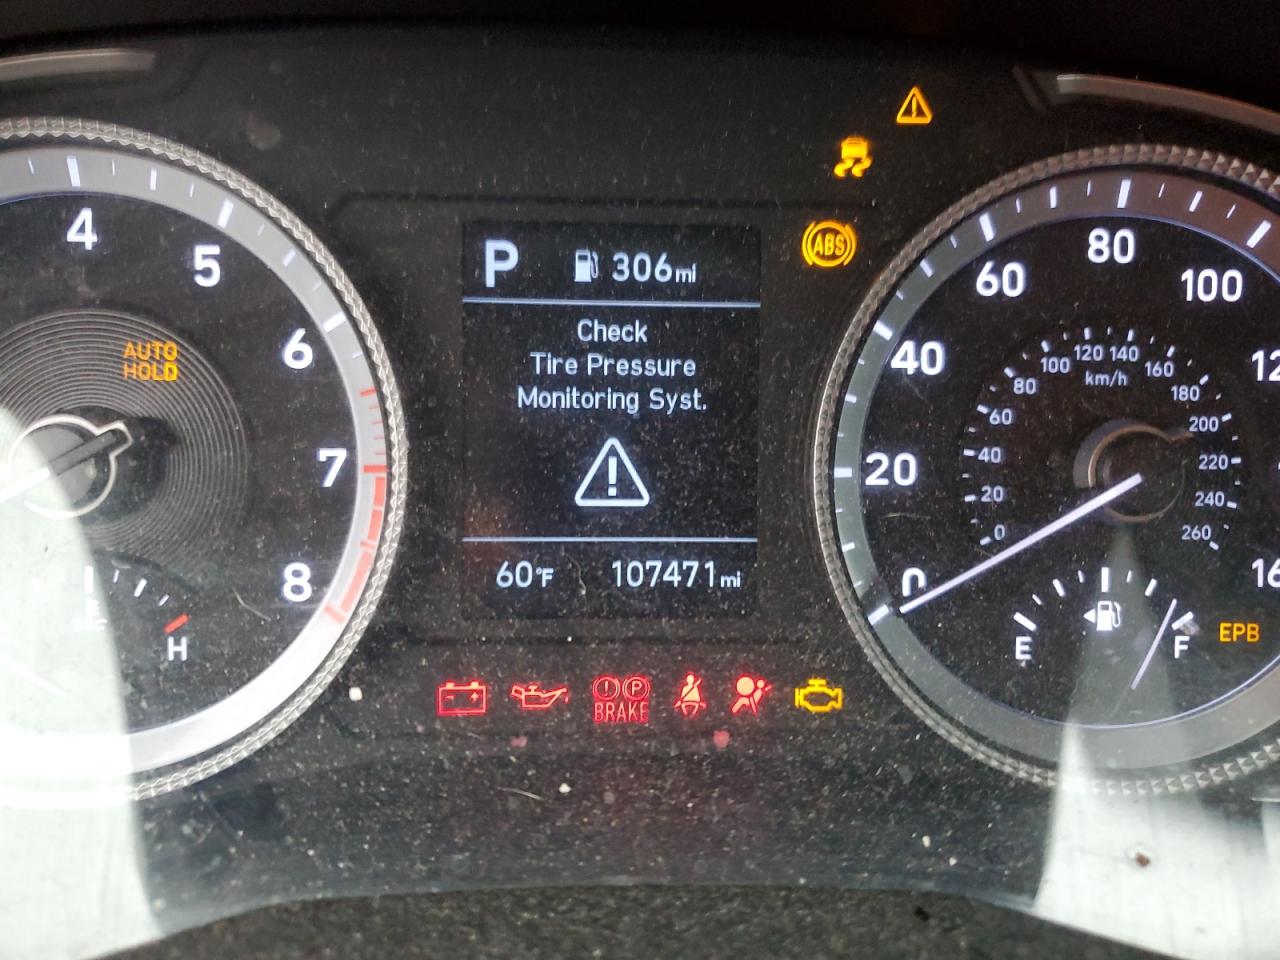 4
5
6
7
8
AUTO
HOLD
H
P 306mi
Check
Tire Pressure
Monitoring Syst.
60°F 107471mi
ABS
P
BRAKE
0
20
40
60
80
100
0
20
40
60
80
100
120
140
160
180
200
220
240
260
km/h
E
F
EPB